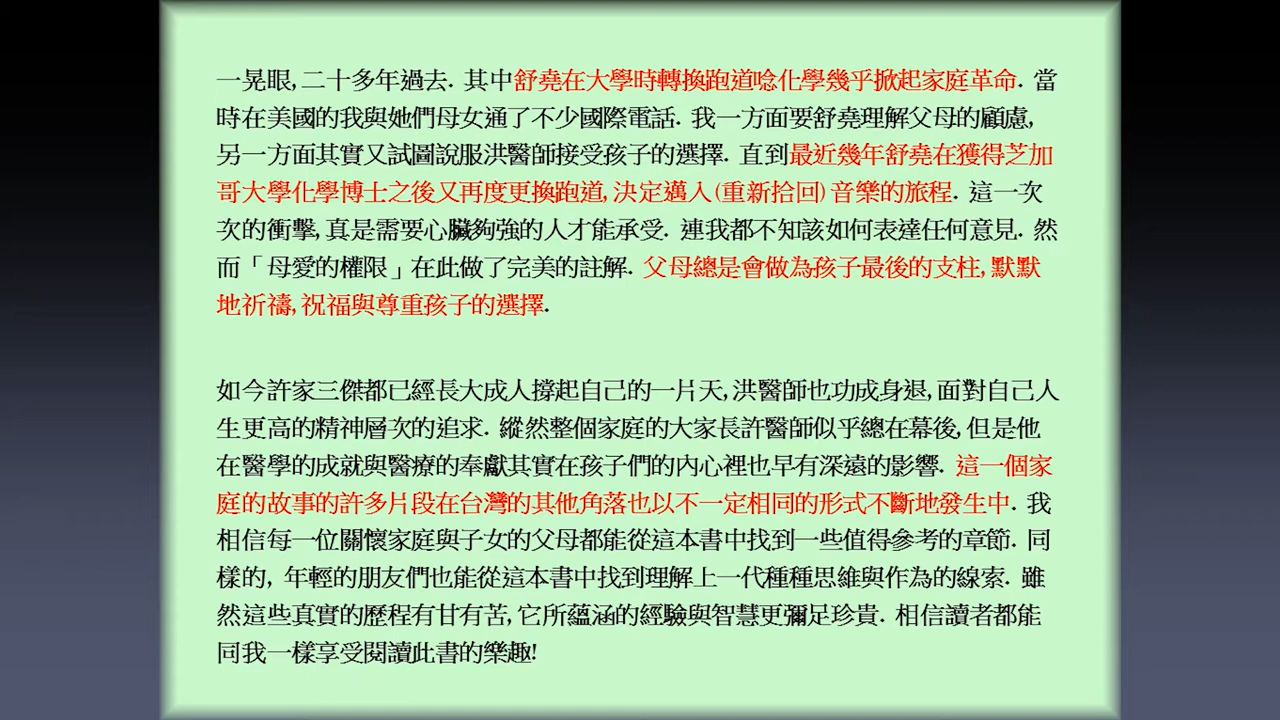 一晃眼, 二十多年過去. 其中舒堯在大學時轉換跑道唸化學幾乎掀起家庭革命. 當
時在美國的我與她們母女通了不少國際電話. 我一方面要舒堯理解父母的顧慮,
另一方面其實又試圖說服洪醫師接受孩子的選擇. 直到最近幾年舒堯在獲得芝加
哥大學化學博士之後又再度更換跑道, 決定邁入(重新拾回) 音樂的旅程. 這一次
次的衝擊, 真是需要心臟夠強的人才能承受. 連我都不知該如何表達任何意見. 然
而「母愛的權限」在此做了完美的註解. 父母總是會做為孩子最後的支柱, 默默
地祈禱, 祝福與尊重孩子的選擇.
如今許家三傑都已經長大成人撐起自己的一片天, 洪醫師也功成身退, 面對自己人
生更高的精神層次的追求. 縱然整個家庭的大家長許醫師似乎總在幕後, 但是他
在醫學的成就與醫療的奉獻其實在孩子們的內心裡也早有深遠的影響. 這一個家
庭的故事的許多片段在台灣的其他角落也以不一定相同的形式不斷地發生中. 我
相信每一位關懷家庭與子女的父母都能從這本書中找到一些值得參考的章節. 同
樣的, 年輕的朋友們也能從這本書中找到理解上一代種種思維與作為的線索. 雖
然這些真實的歷程有甘有苦, 它所蘊涵的經驗與智慧更彌足珍貴. 相信讀者都能
同我一樣享受閱讀此書的樂趣!